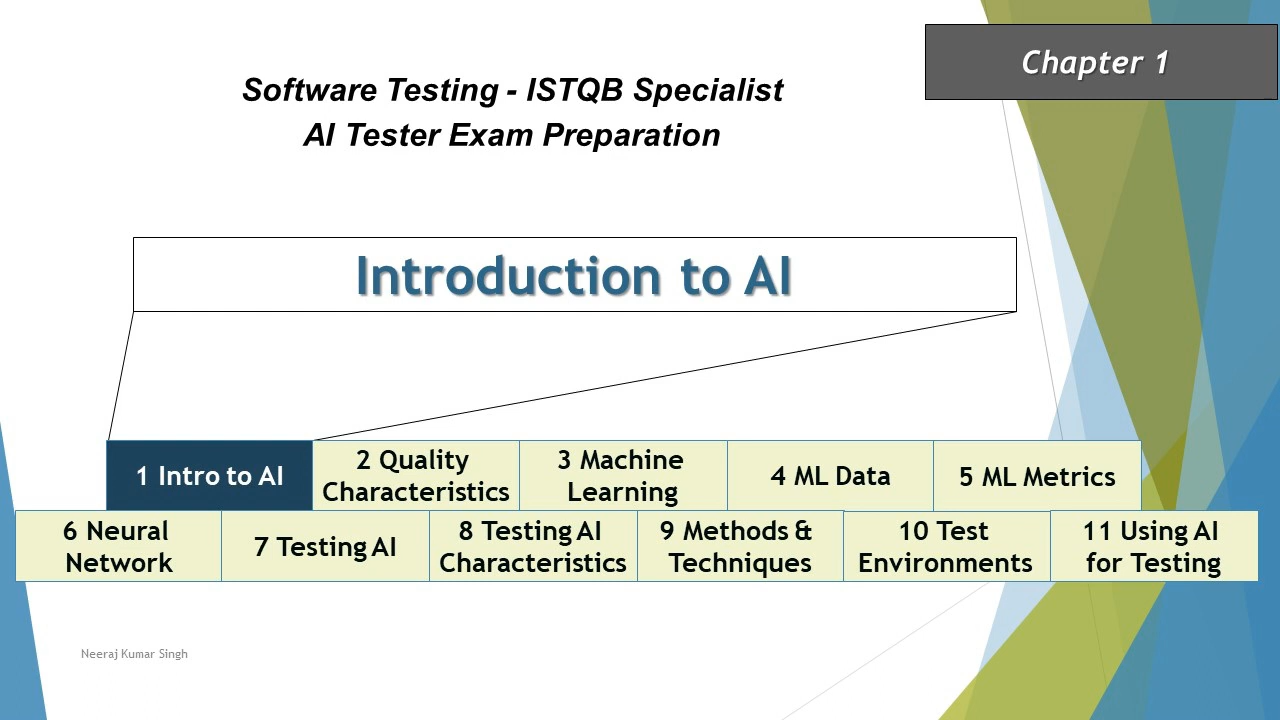 Chapter 1
Software Testing - ISTQB Specialist
AI Tester Exam Preparation
Introduction to AI
1 Intro to AI
2 Quality
Characteristics
3 Machine
Learning
4 ML Data
5 ML Metrics
6 Neural
Network
7 Testing AI
8 Testing AI
Characteristics
9 Methods &
Techniques
10 Test
Environments
11 Using AI
for Testing
Neeraj Kumar Singh